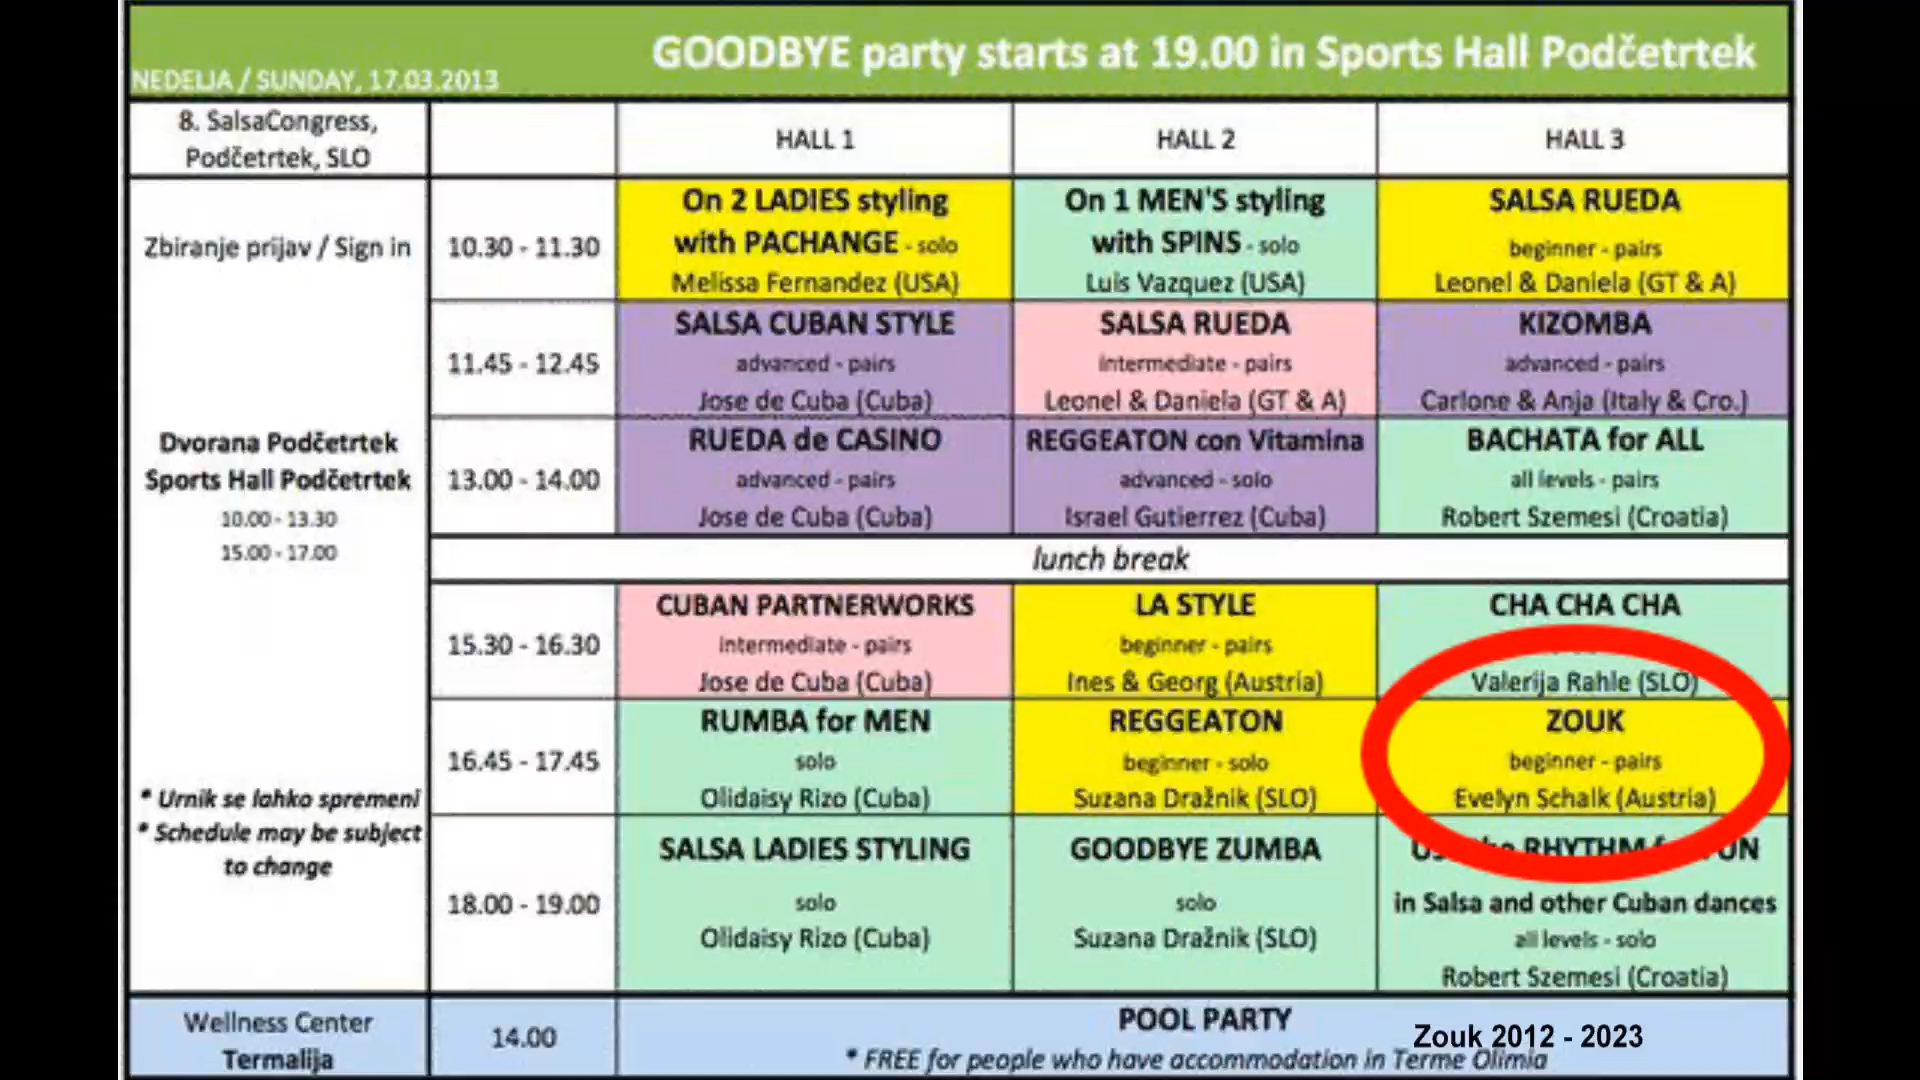 GOODBYE party starts at 19.00 in Sports Hall Podčetrtek
NEDELJA / SUNDAY, 17.03.2013
8. SalsaCongress,
Podčetrtek, SLO
HALL 1
HALL 2
HALL 3
Zbiranje prijav / Sign in
10.30 - 11.30
On 2 LADIES styling
with PACHANGE - solo
Melissa Fernandez (USA)
On 1 MEN'S styling
with SPINS - solo
Luis Vazquez (USA)
SALSA RUEDA
beginner - pairs
Leonel & Daniela (GT & A)
11.45 - 12.45
SALSA CUBAN STYLE
advanced - pairs
Jose de Cuba (Cuba)
SALSA RUEDA
intermediate - pairs
Leonel & Daniela (GT & A)
KIZOMBA
advanced - pairs
Carlone & Anja (Italy & Cro.)
Dvorana Podčetrtek
Sports Hall Podčetrtek
10.00 - 13.30
15.00 - 17.00
13.00 - 14.00
RUEDA de CASINO
advanced - pairs
Jose de Cuba (Cuba)
REGGEATON con Vitamina
advanced - solo
Israel Gutierrez (Cuba)
BACHATA for ALL
all levels - pairs
Robert Szemesi (Croatia)
lunch break
15.30 - 16.30
CUBAN PARTNERWORKS
intermediate - pairs
Jose de Cuba (Cuba)
LA STYLE
beginner - pairs
Ines & Georg (Austria)
CHA CHA CHA
Valerija Rahle (SLO)
16.45 - 17.45
RUMBA for MEN
solo
Olidaisy Rizo (Cuba)
REGGEATON
beginner - solo
Suzana Dražnik (SLO)
ZOUK
beginner - pairs
Evelyn Schalk (Austria)
* Urnik se lahko spremeni
* Schedule may be subject
to change
18.00 - 19.00
SALSA LADIES STYLING
solo
Olidaisy Rizo (Cuba)
GOODBYE ZUMBA
solo
Suzana Dražnik (SLO)
RHYTHM
in Salsa and other Cuban dances
all levels - solo
Robert Szemesi (Croatia)
Wellness Center
Termalija
14.00
POOL PARTY
* FREE for people who have accommodation in Terme Olimia
Zouk 2012 - 2023